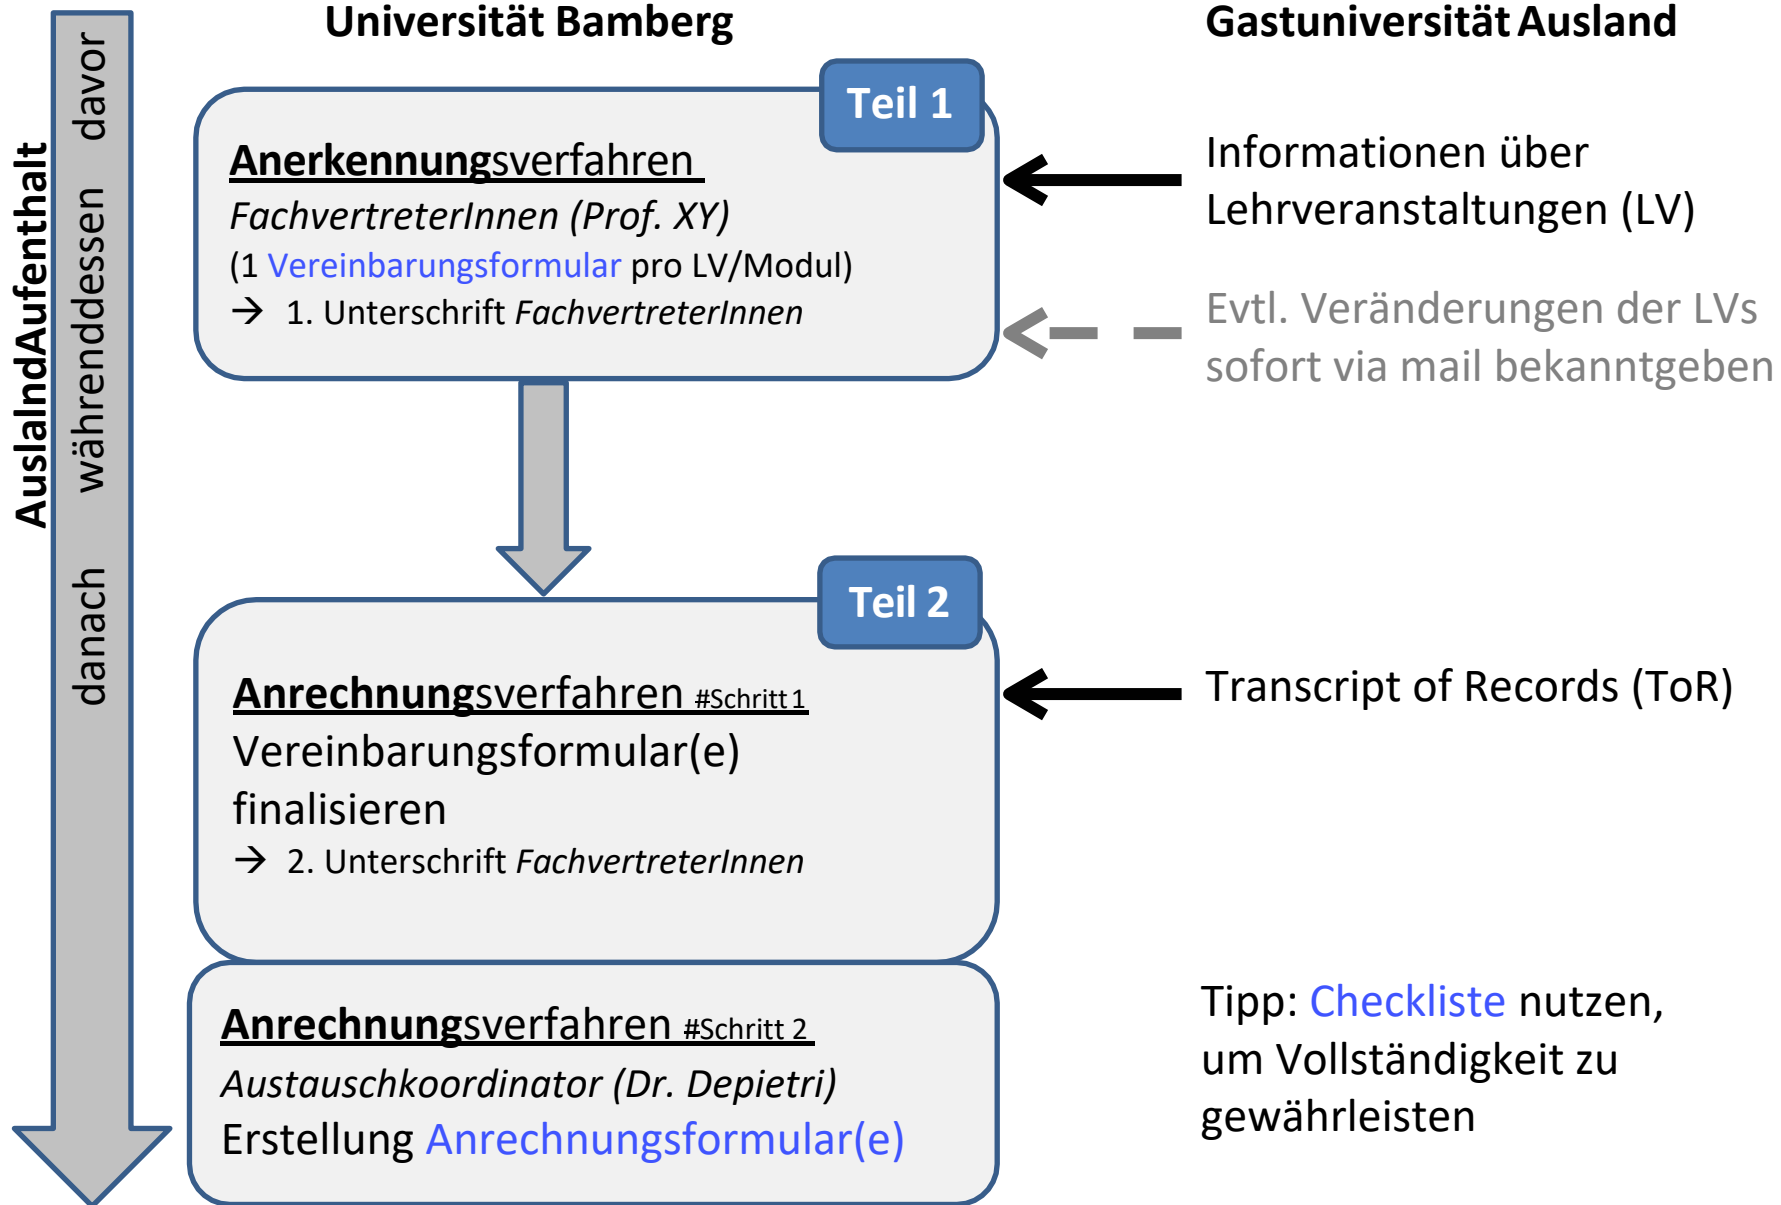 Universität Bamberg
Gastuniversität Ausland
AuslaIndAufenthalt
davor
währenddessen
danach
Teil 1
Anerkennungsverfahren
FachvertreterInnen (Prof. XY)
(1 Vereinbarungsformular pro LV/Modul)
→ 1. Unterschrift FachvertreterInnen
Informationen über
Lehrveranstaltungen (LV)
Evtl. Veränderungen der LVs
sofort via mail bekanntgeben
Teil 2
Anrechnungsverfahren #Schritt 1
Vereinbarungsformular(e)
finalisieren
→ 2. Unterschrift FachvertreterInnen
Transcript of Records (ToR)
Anrechnungsverfahren #Schritt 2
Austauschkoordinator (Dr. Depietri)
Erstellung Anrechnungsformular(e)
Tipp: Checkliste nutzen,
um Vollständigkeit zu
gewährleisten